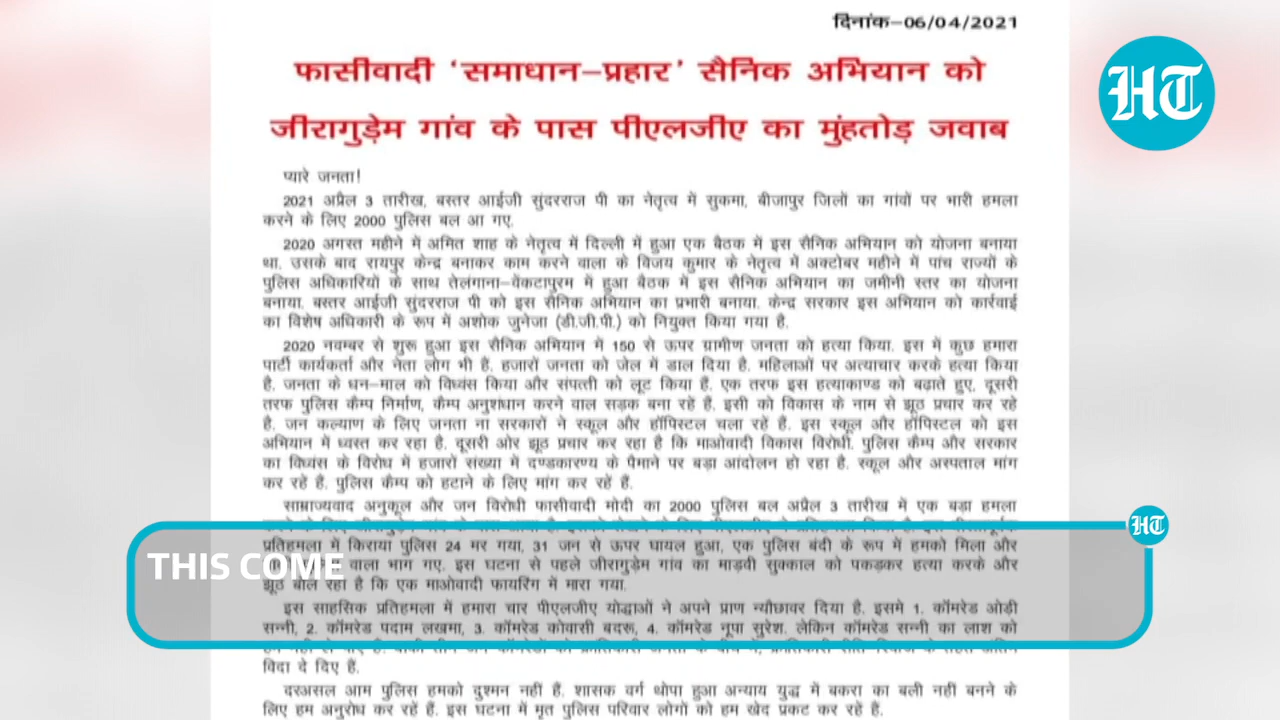 दिनांक–06/04/2021
फासीवादी ‘समाधान–प्रहार’ सैनिक अभियान को
जीरागुड़ेम गांव के पास पीएलजीए का मुंहतोड़ जवाब
HT
प्यारे जनता!
2021 अप्रैल 3 तारीख, बस्तर आईजी सुंदरराज पी का नेतृत्व में सुकमा, बीजापुर जिलों का गांवों पर भारी हमला
करने के लिए 2000 पुलिस बल आ गए.
2020 अगस्त महीने में अमित शाह के नेतृत्व में दिल्ली में हुआ एक बैठक में इस सैनिक अभियान को योजना बनाया
था. उसके बाद रायपुर केन्द्र बनाकर काम करने वाला के विजय कुमार के नेतृत्व में अक्टोबर महीने में पांच राज्यों के
पुलिस अधिकारियों के साथ तेलंगाना–वेंकटापुरम में हुआ बैठक में इस सैनिक अभियान का जमीनी स्तर का योजना
बनाया. बस्तर आईजी सुंदरराज पी को इस सैनिक अभियान का प्रभारी बनाया. केन्द्र सरकार इस अभियान को कार्रवाई
का विशेष अधिकारी के रूप में अशोक जुनेजा (डी.जी.पी.) को नियुक्त किया गया है.
2020 नवम्बर से शुरू हुआ इस सैनिक अभियान में 150 से ऊपर ग्रामीण जनता को हत्या किया. इस में कुछ हमारा
पार्टी कार्यकर्ता और नेता लोग भी हैं. हजारों जनता को जेल में डाल दिया है. महिलाओं पर अत्याचार करके हत्या किया
है. जनता के धन–माल को विध्वंस किया और संपत्ती को लूट किया हैं. एक तरफ इस हत्याकाण्ड को बढ़ाते हुए, दूसरी
तरफ पुलिस कैम्प निर्माण, कैम्प अनुशंधान करने वाल सड़क बना रहे हैं. इसी को विकास के नाम से झूठ प्रचार कर रहे
है. जन कल्याण के लिए जनता ना सरकारों ने स्कूल और हॉपिस्टल चला रहे हैं. इस स्कूल और हॉपिस्टल को इस
अभियान में ध्वस्त कर रहा है. दूसरी ओर झूठ प्रचार कर रहा है कि माओवादी विकास विरोधी. पुलिस कैम्प और सरकार
का विध्वंस के विरोध में हजारों संख्या में दण्डकारण्य के पैमाने पर बड़ा आंदोलन हो रहा है. स्कूल और अस्पताल मांग
कर रहे हैं. पुलिस कैम्प को हटाने के लिए मांग कर रहें हैं.
साम्राज्यवाद अनुकूल और जन विरोधी फासीवादी मोदी का 2000 पुलिस बल अप्रैल 3 तारीख में एक बड़ा हमला
HT
प्रतिहमला में किराया पुलिस 24 मर गया, 31 जन से ऊपर घायल हुआ, एक पुलिस बंदी के रूप में हमको मिला और
THIS COME
वाला भाग गए. इस घटना से पहले जीरागुड़ेम गांव का माड़वी सुक्काल को पकड़कर हत्या करके और
झूठ बोल रहा है कि एक माओवादी फायरिंग में मारा गया.
इस साहसिक प्रतिहमला में हमारा चार पीएलजीए योद्धाओं ने अपने प्राण न्यौछावर दिया है. इसमे 1. कॉमरेड ओड़ी
सन्नी, 2. कॉमरेड पदाम लखमा, 3. कॉमरेड कोवासी बदरू, 4. कॉमरेड नूपा सुरेश. लेकिन कॉमरेड सन्नी का लाश को
विदा दे दिए हैं.
दरअसल आम पुलिस हमको दुश्मन नहीं हैं. शासक वर्ग थोपा हुआ अन्याय युद्ध में बकरा का बली नहीं बनने के
लिए हम अनुरोध कर रहें हैं. इस घटना में मृत पुलिस परिवार लोगों को हम खेद प्रकट कर रहें हैं.